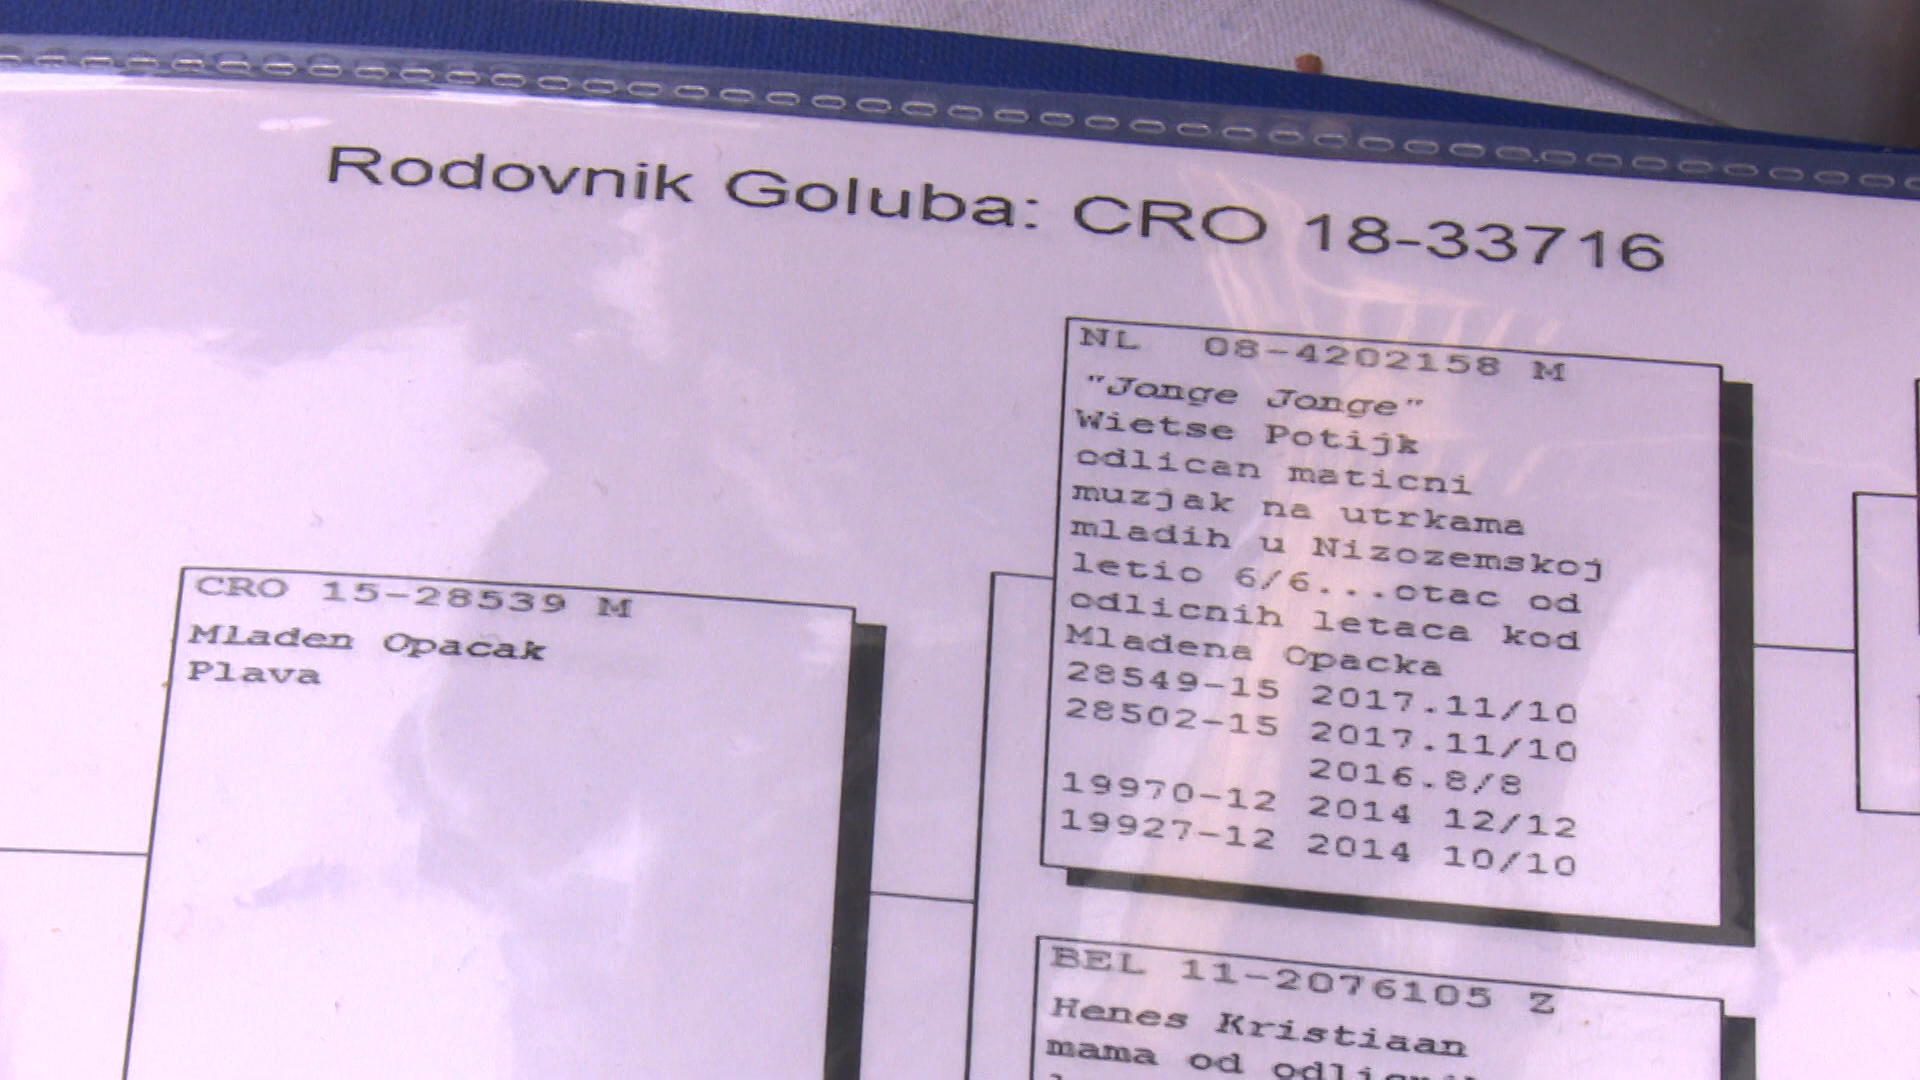 Rodovnik Goluba: CRO 18-33716
NL 08-4202158 M
"Jonge Jonge"
Wietse Potijk
odlican maticni
muzjak na utrkama
mladih u Nizozemskoj
letio 6/6...otac od
odlicnih letaca kod
Mladena Opacka
28549-15 2017.11/10
28502-15 2017.11/10
2016.8/8
19970-12 2014 12/12
19927-12 2014 10/10
CRO 15-28539 M
Mladen Opacak
Plava
BEL 11-2076105 Z
Henes Kristiaan
mama od